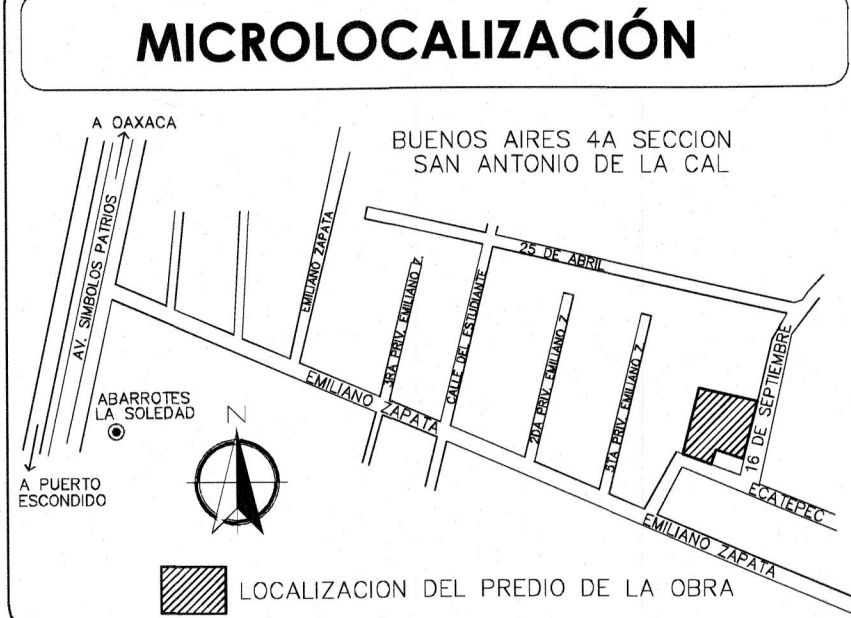 MICROLOCALIZACIÓN
A OAXACA
BUENOS AIRES 4A SECCION
SAN ANTONIO DE LA CAL
AV. SIMBOLOS PATRIOS
EMILIANO ZAPATA
25 DE ABRIL
3RA PRIV. EMILIANO Z.
CALLE DEL ESTUDIANTE
2DA PRIV. EMILIANO Z
5TA PRIV. EMILIANO Z
16 DE SEPTIEMBRE
EMILIANO ZAPATA
ABARROTES
LA SOLEDAD
N
A PUERTO
ESCONDIDO
ECATEPEC
EMILIANO ZAPATA
LOCALIZACION DEL PREDIO DE LA OBRA